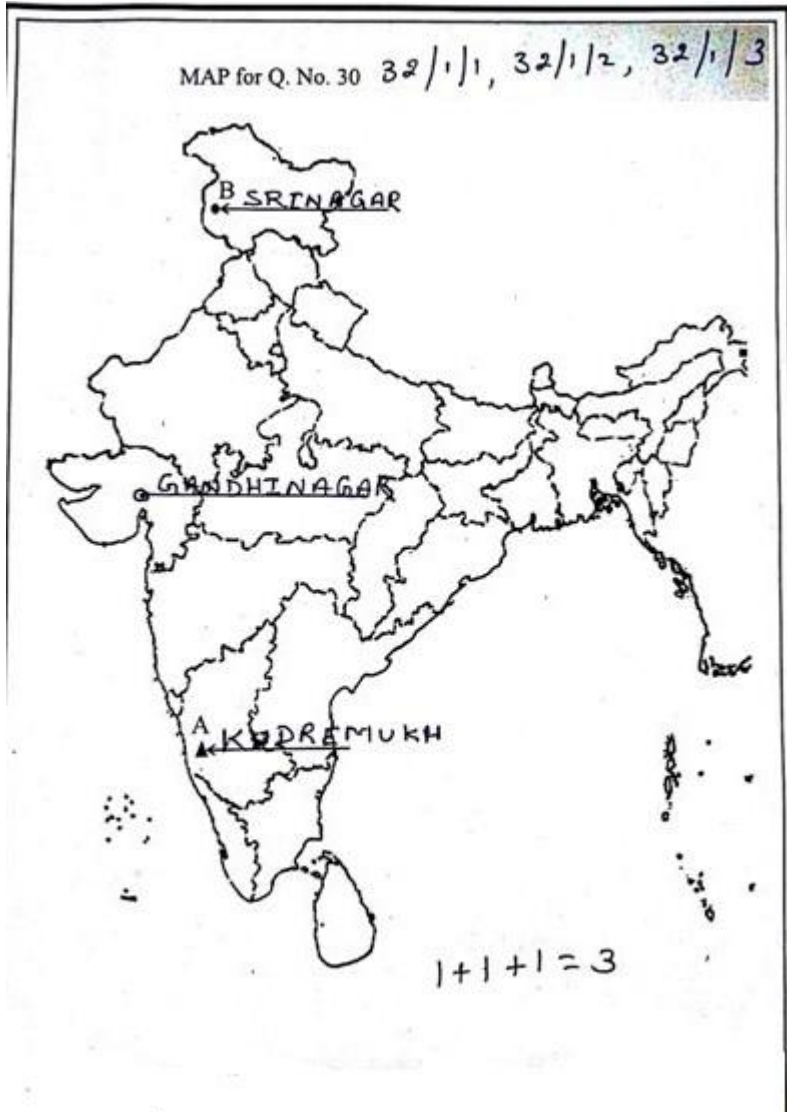 MAP for Q. No. 30 32/1/1, 32/1/2, 32/1/3
B SRINAGAR
GANDHINAGAR
A
KUDREMUKH
1+1+1=3